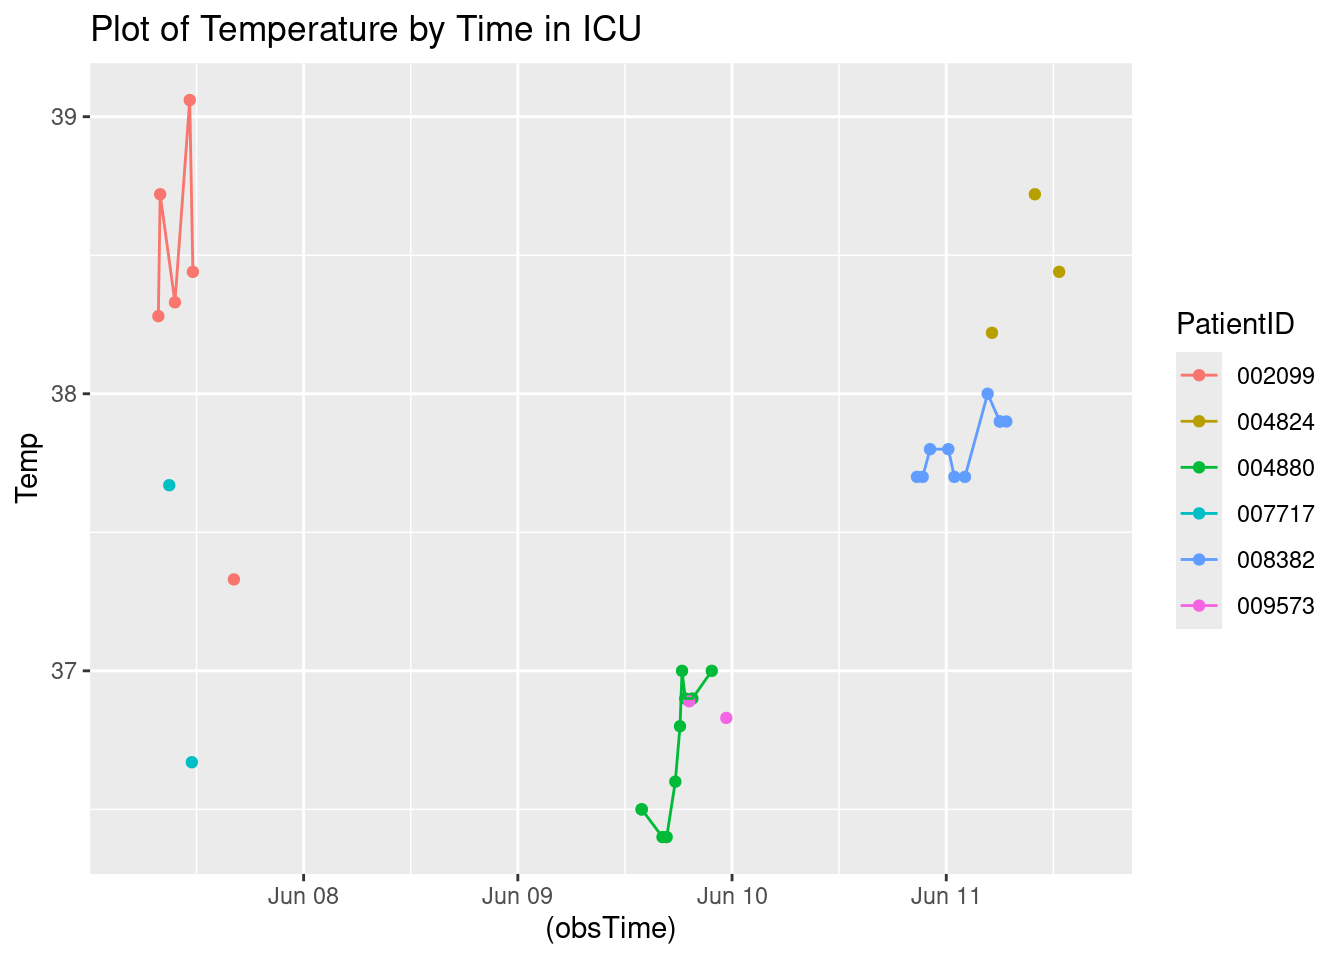 Plot of Temperature by Time in ICU
39
38
37
Temp
Jun 08
Jun 09
Jun 10
Jun 11
(obsTime)
PatientID
002099
004824
004880
007717
008382
009573